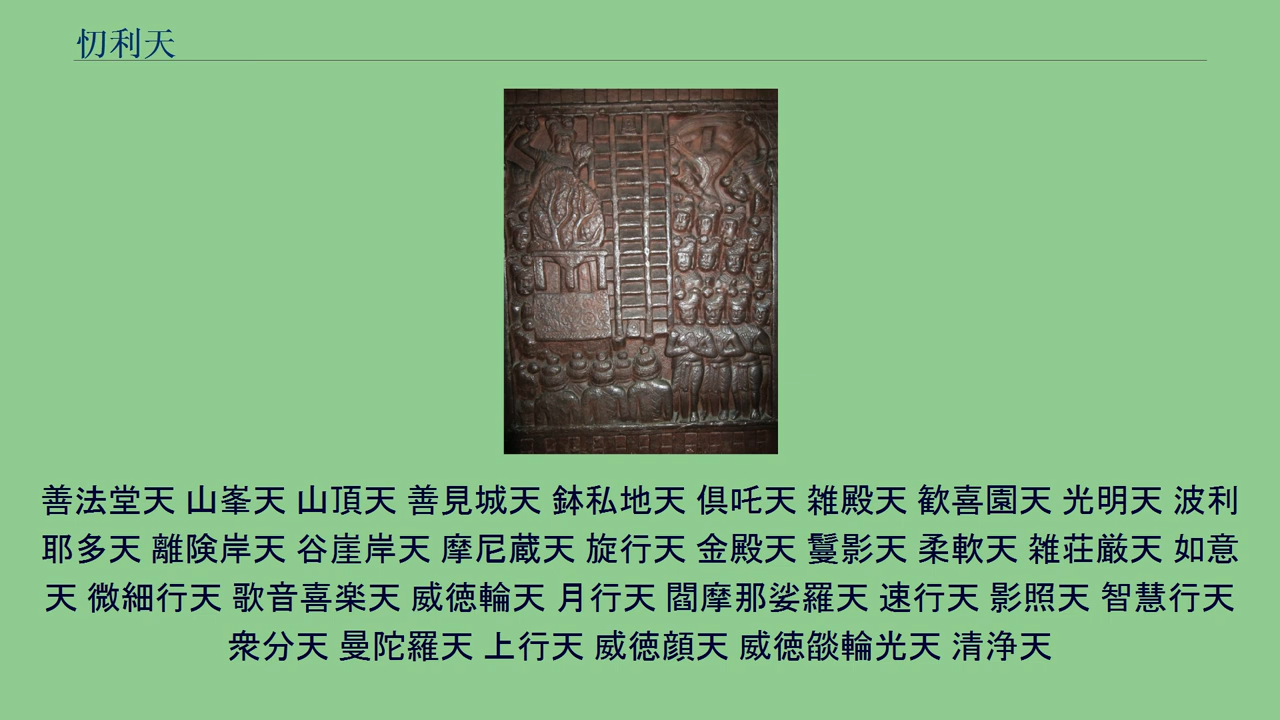 忉利天
善法堂天 山峯天 山頂天 善見城天 鉢私地天 倶吒天 雑殿天 歓喜園天 光明天 波利
耶多天 離険岸天 谷崖岸天 摩尼蔵天 旋行天 金殿天 鬘影天 柔軟天 雑荘厳天 如意
天 微細行天 歌音喜楽天 威徳輪天 月行天 閻摩那娑羅天 速行天 影照天 智慧行天
衆分天 曼陀羅天 上行天 威徳顔天 威徳燄輪光天 清浄天